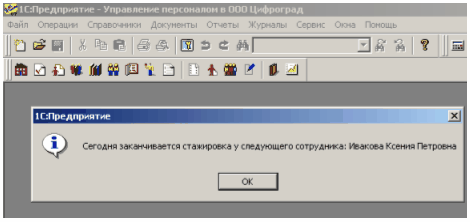 1С:Предприятие - Управление персоналом в ООО Цифроград
Файл Операции Справочники Документы Отчеты Журналы Сервис Окна Помощь
1С:Предприятие
Сегодня заканчивается стажировка у следующего сотрудника: Ивакова Ксения Петровна
OK